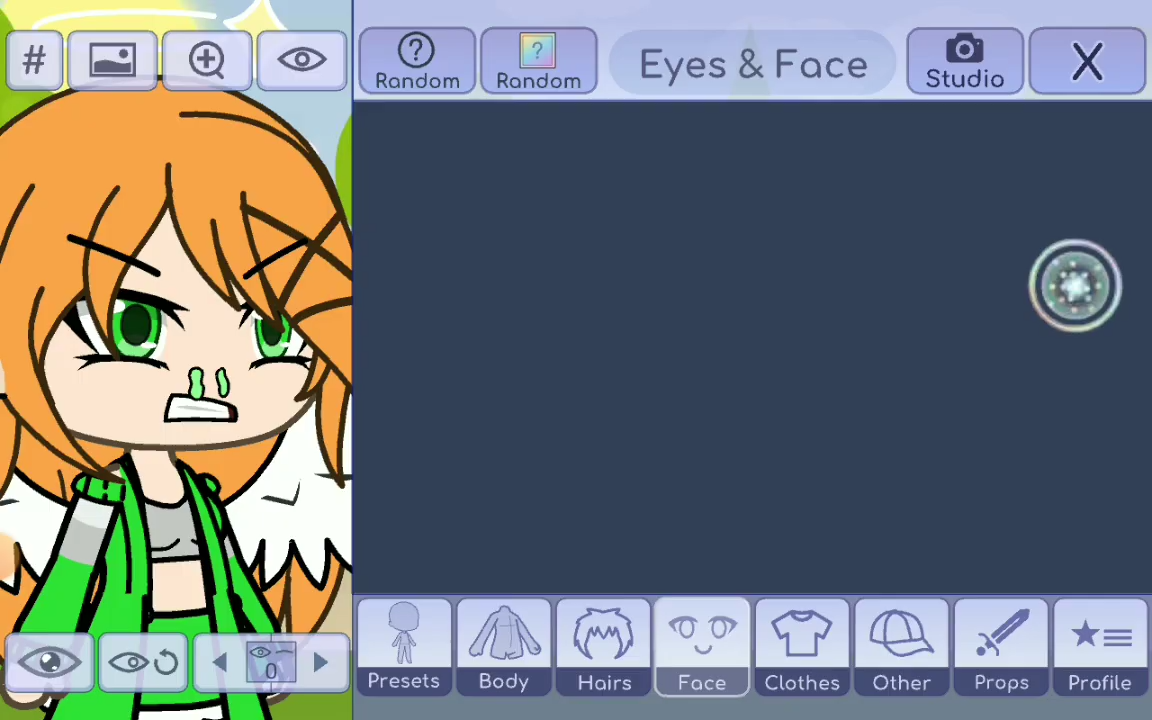 #
? Random
? Random
Eyes & Face
Studio
X
0
Presets
Body
Hairs
Face
Clothes
Other
Props
Profile